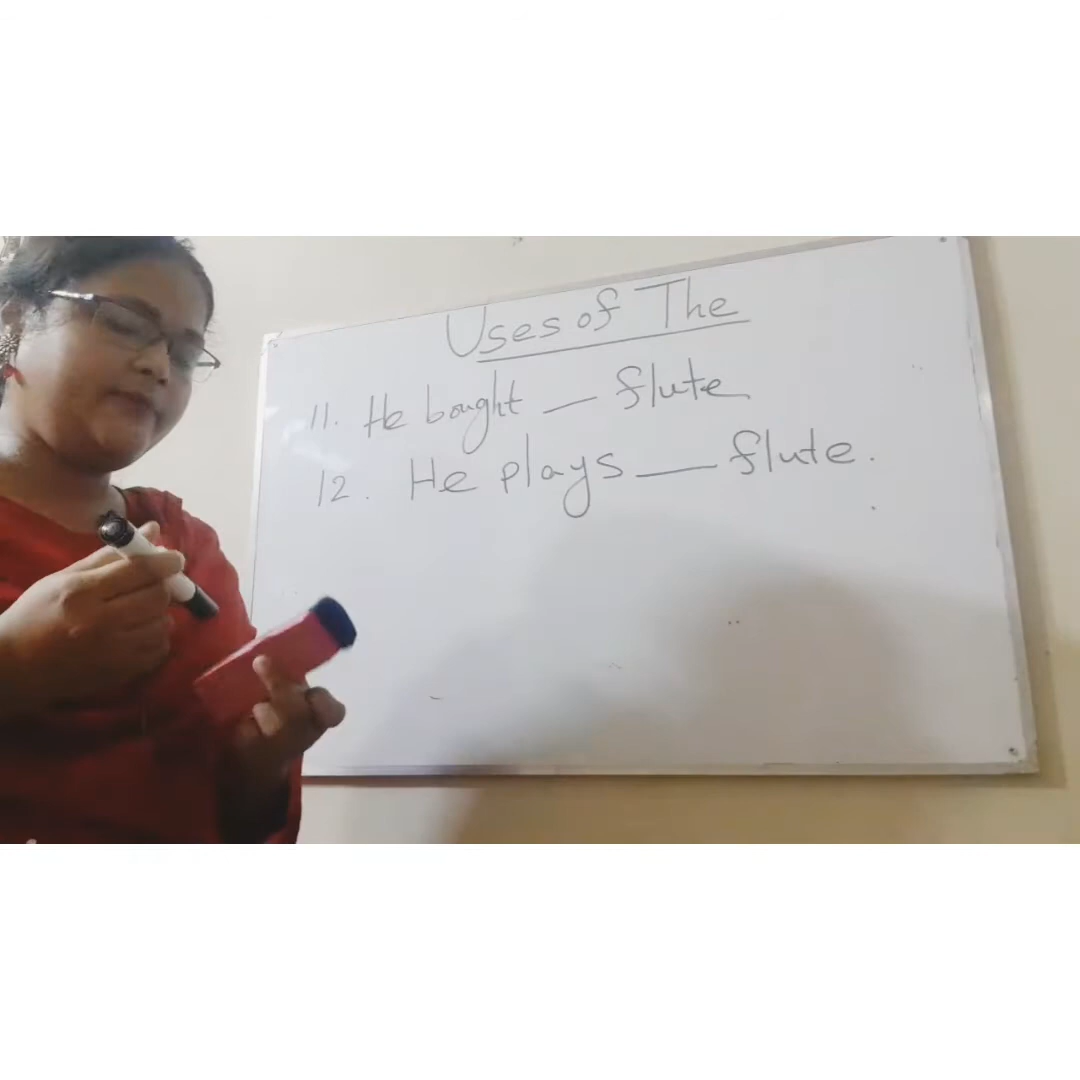 Uses of The
11. He bought __ flute
12. He plays __ flute.